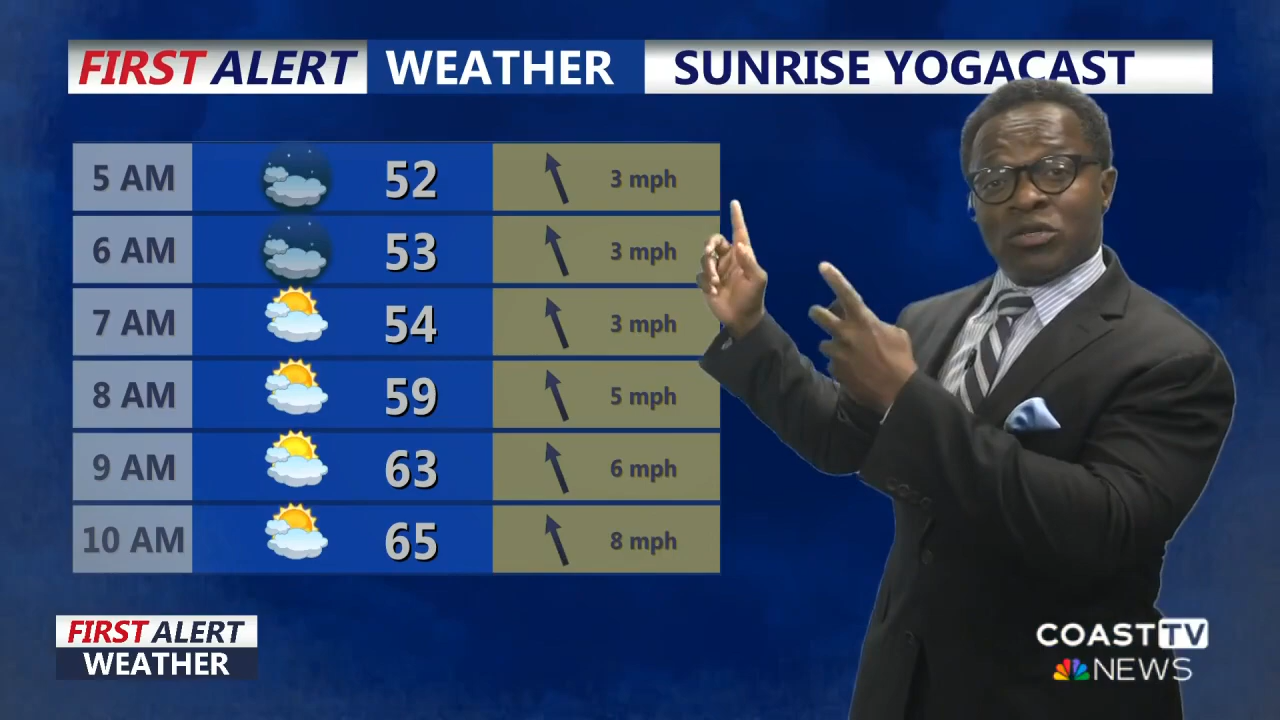 FIRST ALERT WEATHER SUNRISE YOGACAST
5 AM 52 3 mph
6 AM 53 3 mph
7 AM 54 3 mph
8 AM 59 5 mph
9 AM 63 6 mph
10 AM 65 8 mph
FIRST ALERT
WEATHER
COAST TV
NEWS